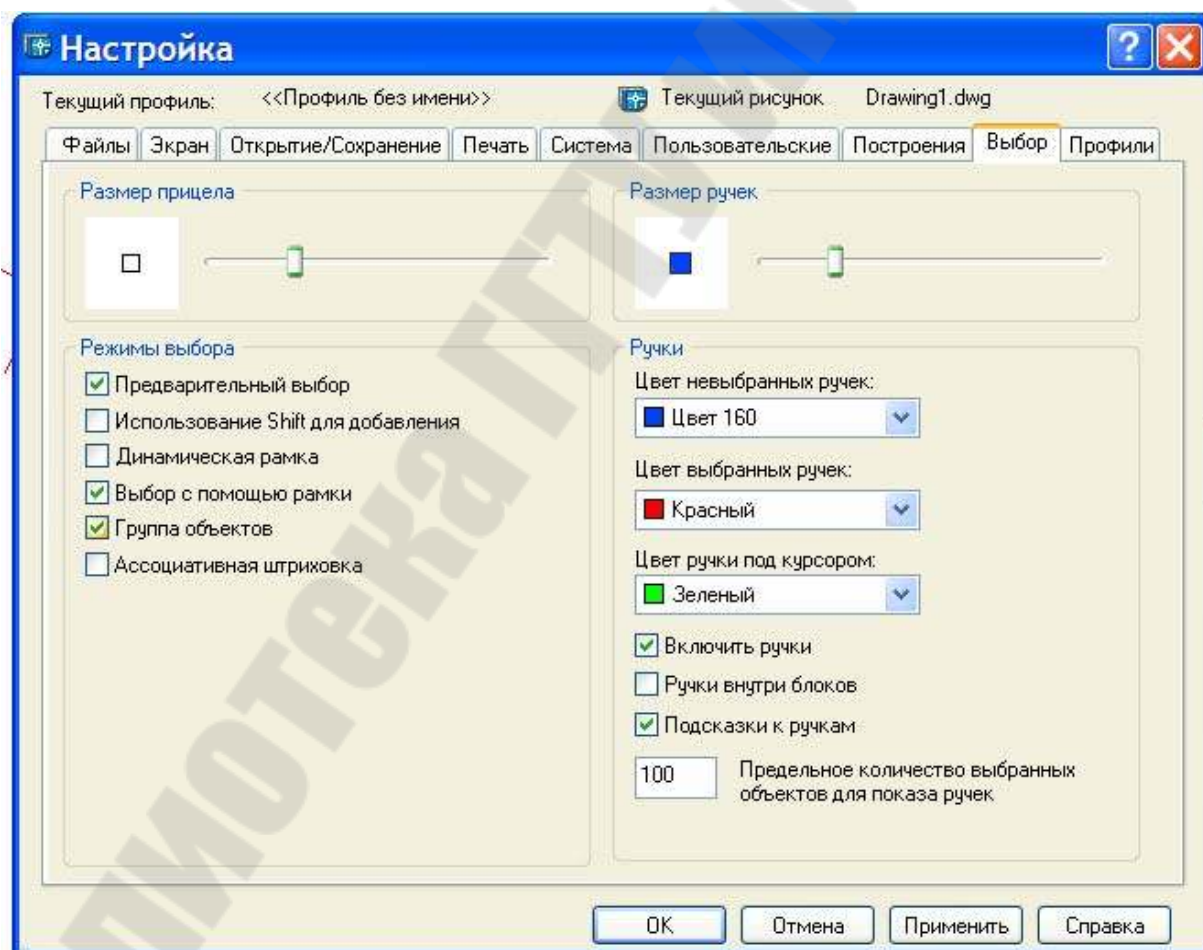 Настройка
Текущий профиль: <<Профиль без имени>> Текущий рисунок Drawing1.dwg
Файлы Экран Открытие/Сохранение Печать Система Пользовательские Построения Выбор Профили
Размер прицела
Размер ручек
Режимы выбора
Предварительный выбор
Использование Shift для добавления
Динамическая рамка
Выбор с помощью рамки
Группа объектов
Ассоциативная штриховка
Ручки
Цвет невыбранных ручек:
Цвет 160
Цвет выбранных ручек:
Красный
Цвет ручки под курсором:
Зеленый
Включить ручки
Ручки внутри блоков
Подсказки к ручкам
100 Предельное количество выбранных
объектов для показа ручек
OK Отмена Применить Справка